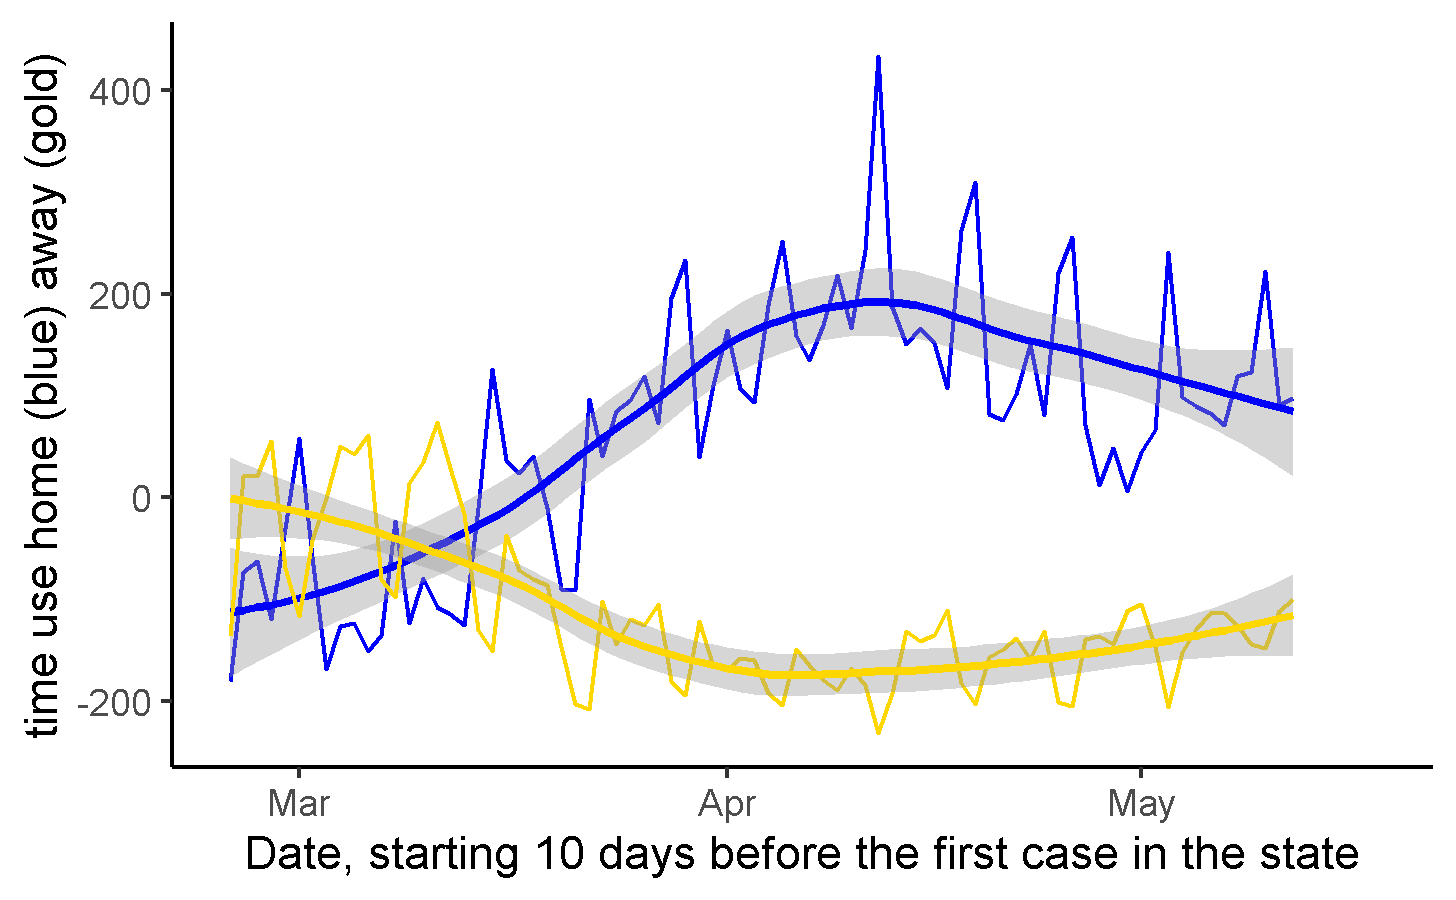 time use home (blue) away (gold)
400
200
0
-200
Mar Apr May
Date, starting 10 days before the first case in the state